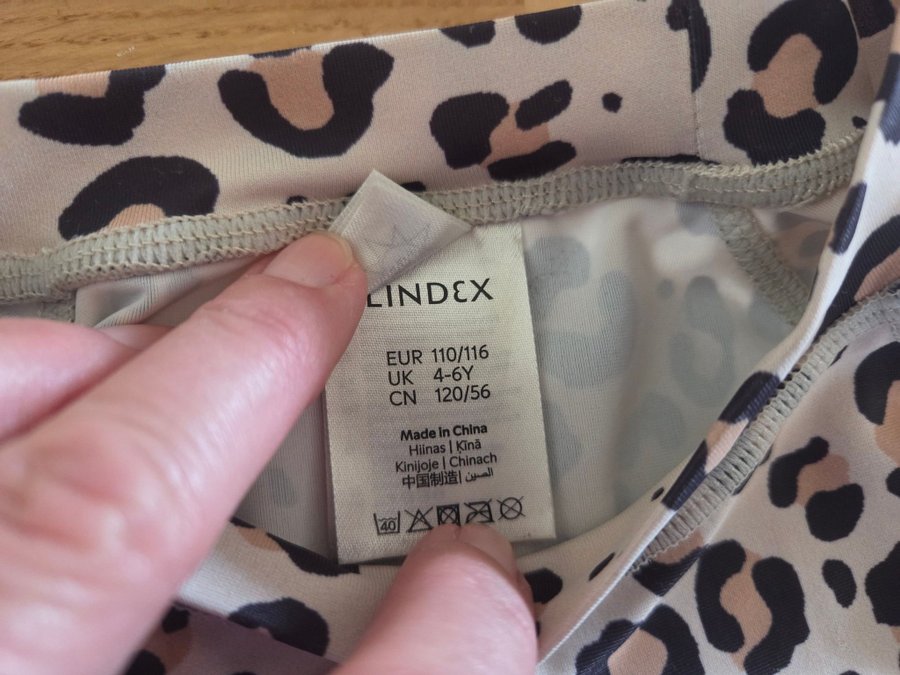 LINDEX
EUR 110/116
UK 4-6Y
CN 120/56
Made in China
Hiinas | Ķīnā
Kinijoje | Chinach
中国制造 | الصين
40